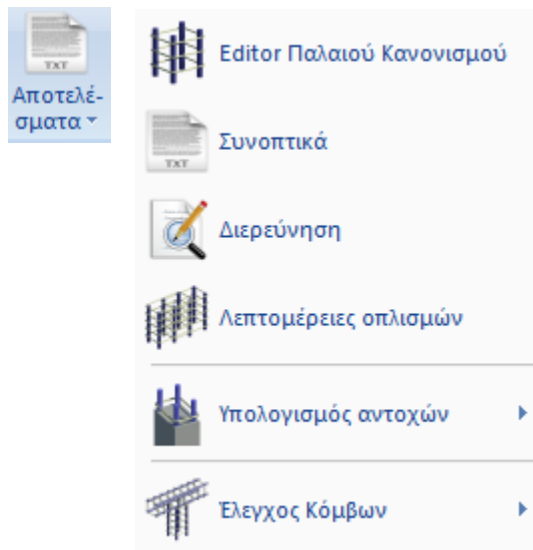 TXT
Αποτελέ-
σματα
Editor Παλαιού Κανονισμού
TXT
Συνοπτικά
Διερεύνηση
Λεπτομέρειες οπλισμών
Υπολογισμός αντοχών
Έλεγχος Κόμβων